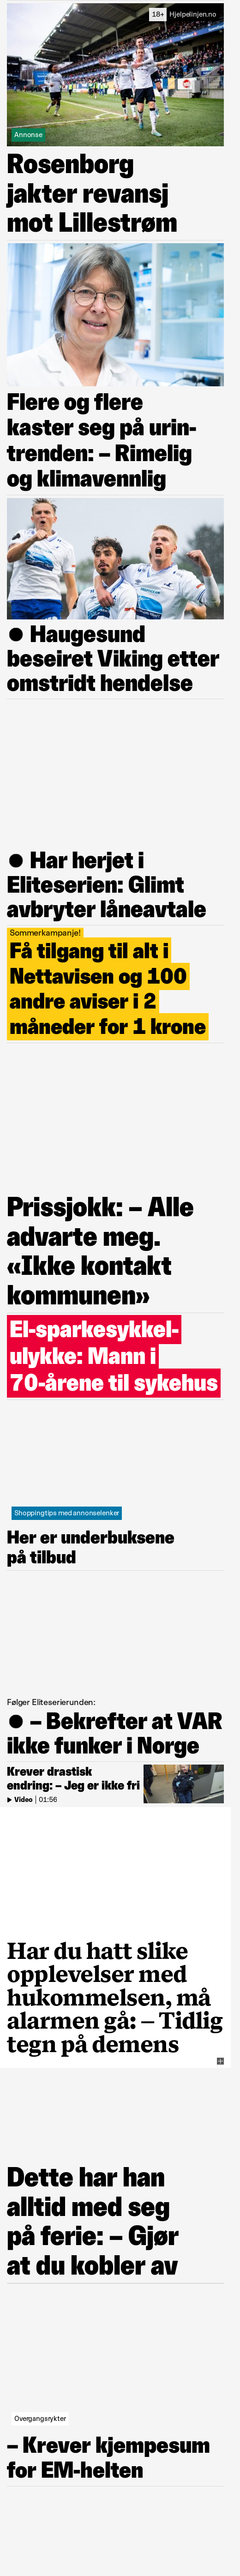 18+ Hjelpelinjen.no
Annonse
Rosenborg
jakter revansj
mot Lillestrøm
Flere og flere
kaster seg på urin-
trenden: – Rimelig
og klimavennlig
● Haugesund
beseiret Viking etter
omstridt hendelse
● Har herjet i
Eliteserien: Glimt
avbryter låneavtale
Sommerkampanje!
Få tilgang til alt i
Nettavisen og 100
andre aviser i 2
måneder for 1 krone
Prissjokk: – Alle
advarte meg.
«Ikke kontakt
kommunen»
El-sparkesykkel-
ulykke: Mann i
70-årene til sykehus
Shoppingtips med annonselenker
Her er underbuksene
på tilbud
Følger Eliteserierunden:
● – Bekrefter at VAR
ikke funker i Norge
Krever drastisk
endring: – Jeg er ikke fri
Video | 01:56
Har du hatt slike
opplevelser med
hukommelsen, må
alarmen gå: – Tidlig
tegn på demens
Dette har han
alltid med seg
på ferie: – Gjør
at du kobler av
Overgangsrykter
– Krever kjempesum
for EM-helten